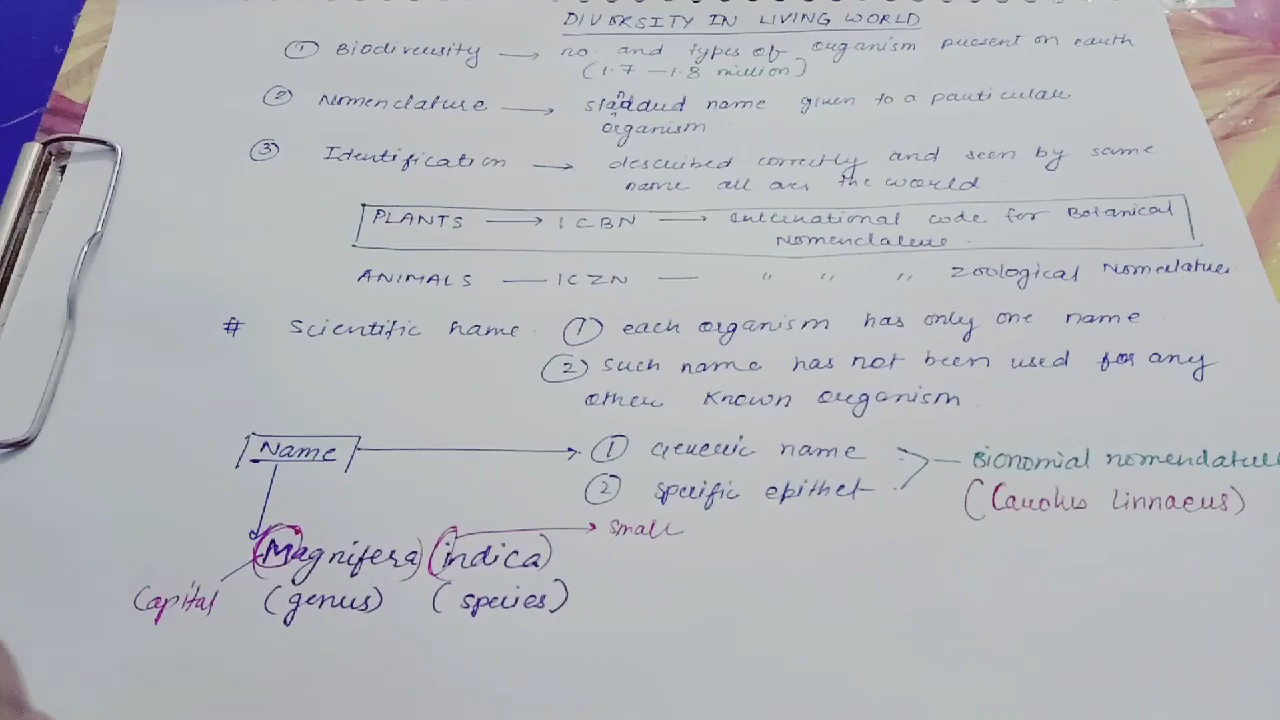 DIVERSITY IN LIVING WORLD
① Biodiversity → no and types of organism present on earth
(1.7 – 1.8 million)
② Nomenclature → standard name given to a particular
organism
③ Identification → described correctly and seen by same
name all over the world
PLANTS → ICBN → International code for Botanical
Nomenclature.
ANIMALS — ICZN — " " " Zoological Nomenclature
# Scientific name. ① each organism has only one name
② such name has not been used for any
other known organism
Name → ① Generic name
② specific epithet — Bionomial nomenclature
(Carolus linnaeus)
small
Magnifera (indica)
Capital (genus) (species)